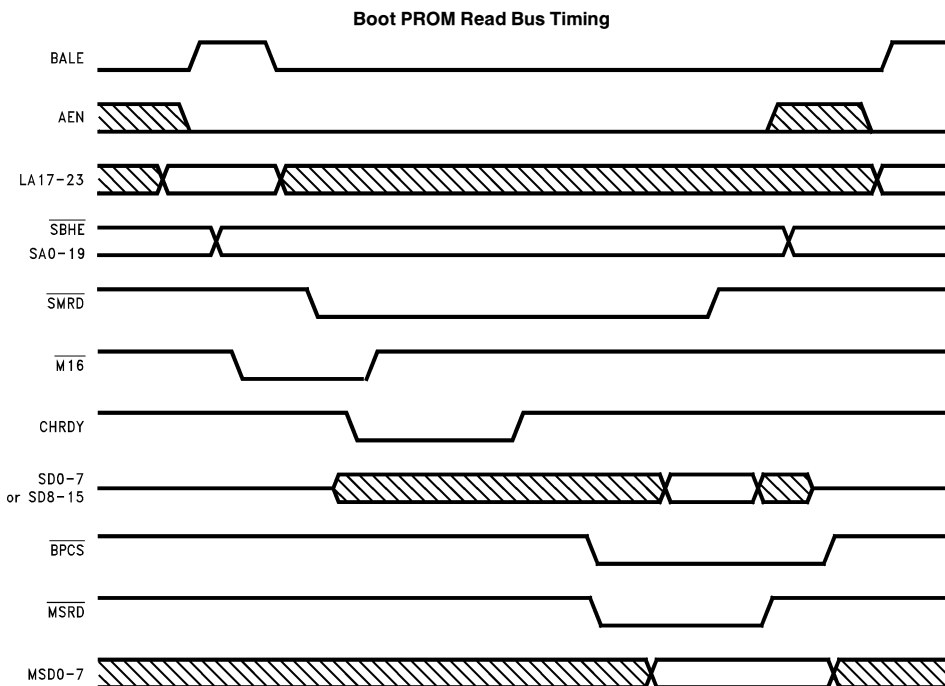 Boot PROM Read Bus Timing
BALE
AEN
LA17-23
SBHE
SA0-19
SMRD
M16
CHRDY
SD0-7
or SD8-15
BPCS
MSRD
MSD0-7